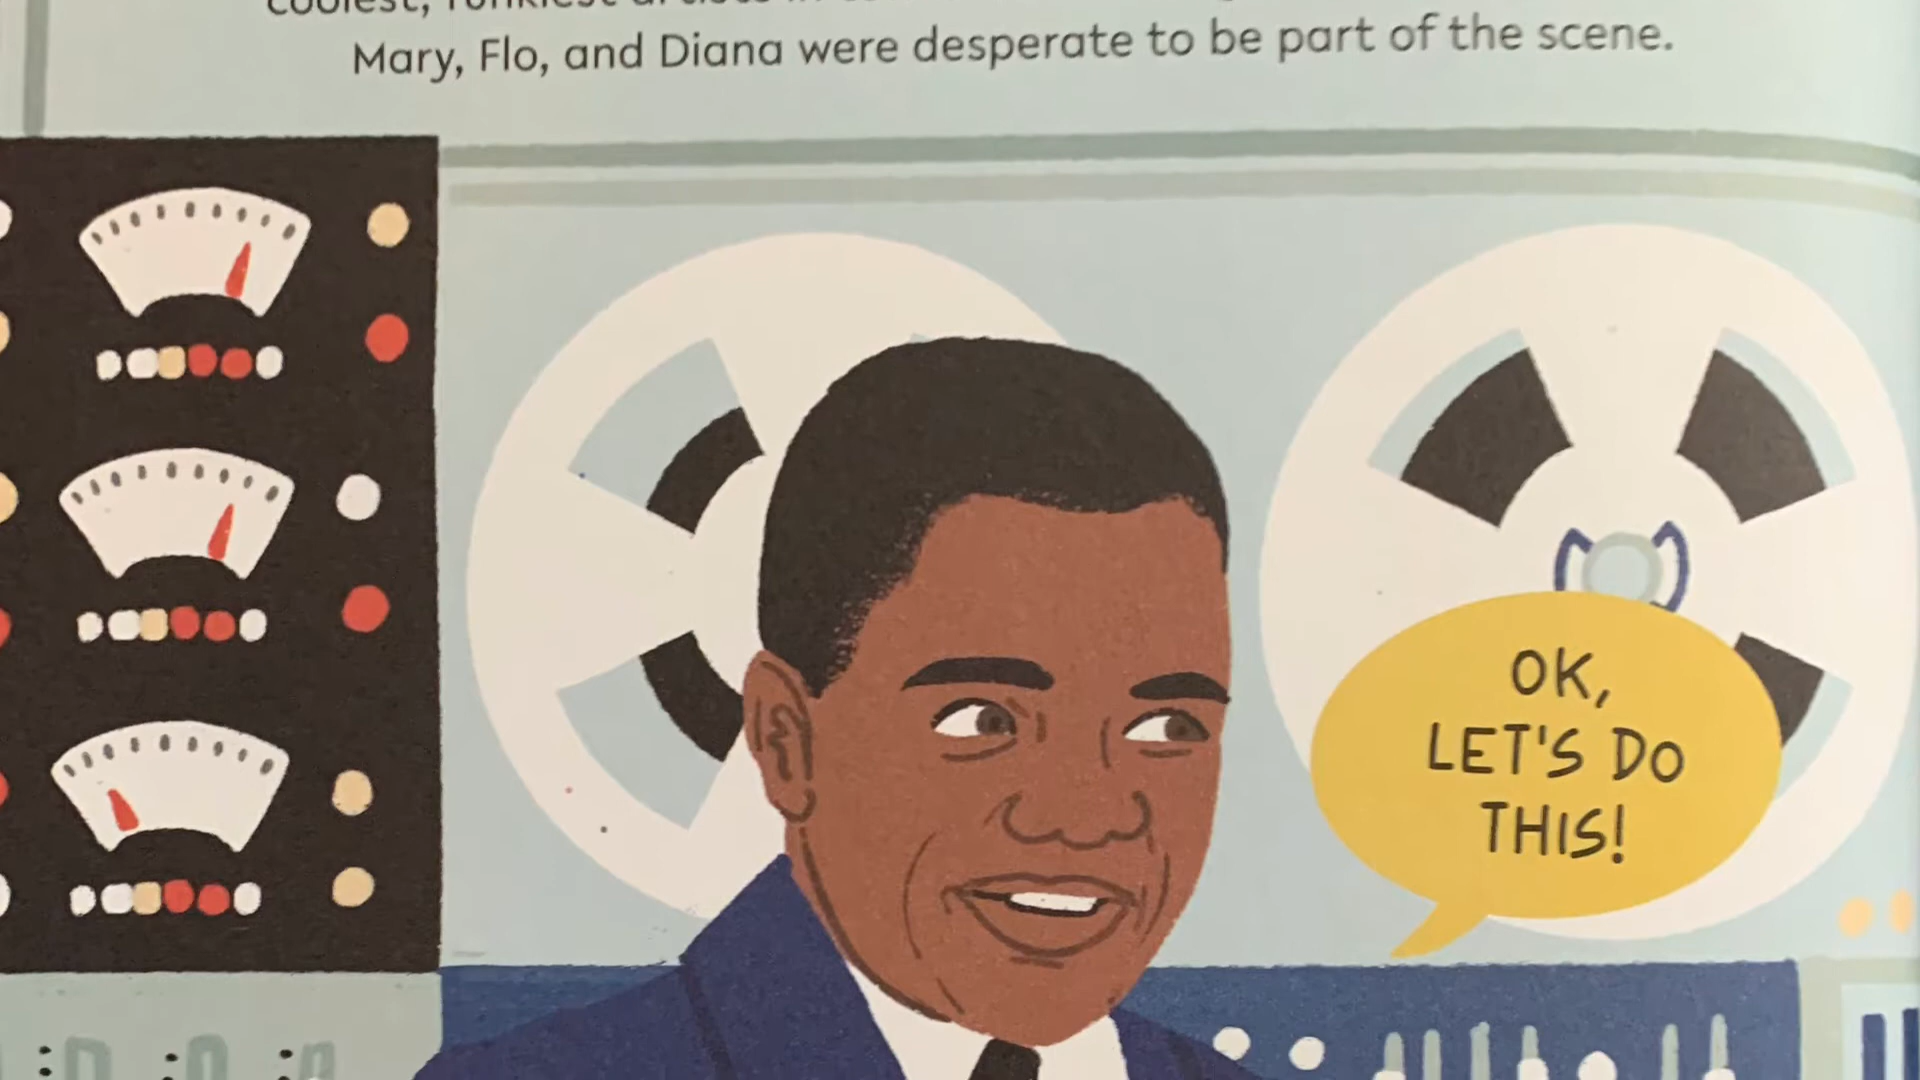 Mary, Flo, and Diana were desperate to be part of the scene.
OK,
LET'S DO
THIS!